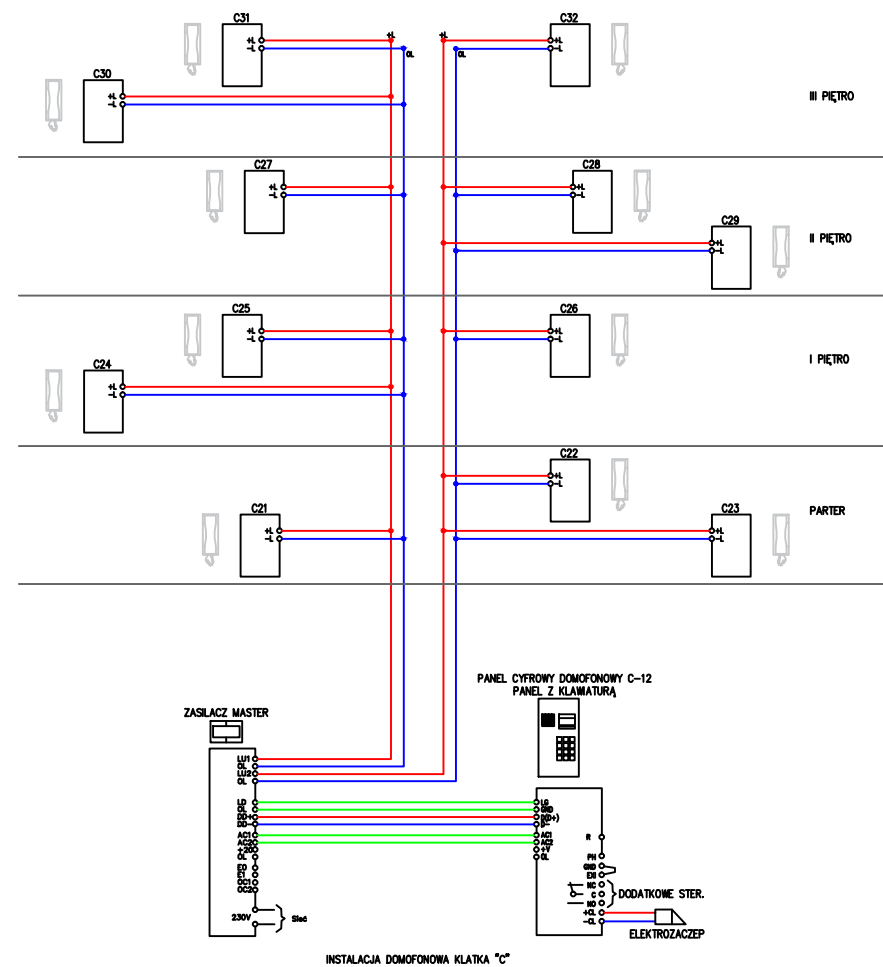 C31
+L
-L
+L
OL
+L
OL
C32
+L
-L
C30
+L
-L
III PIĘTRO
C27
+L
-L
C28
+L
-L
C29
+L
-L
II PIĘTRO
C25
+L
-L
C26
+L
-L
C24
+L
-L
I PIĘTRO
C22
+L
-L
C21
+L
-L
C23
+L
-L
PARTER
PANEL CYFROWY DOMOFONOWY C-12
PANEL Z KLAWIATURĄ
ZASILACZ MASTER
LU1
OL
LU2
OL
LD
OL
DD+
DD-
AC1
AC2
+20
OL
E0
E1
OC1
OC2
230V
Sieć
LG
GND
D(D+)
D-
AC1
AC2
+V
OL
R
PH
GND
EXI
NC
C
NO
+CL
-CL
DODATKOWE STER.
ELEKTROZACZEP
INSTALACJA DOMOFONOWA KLATKA "C"